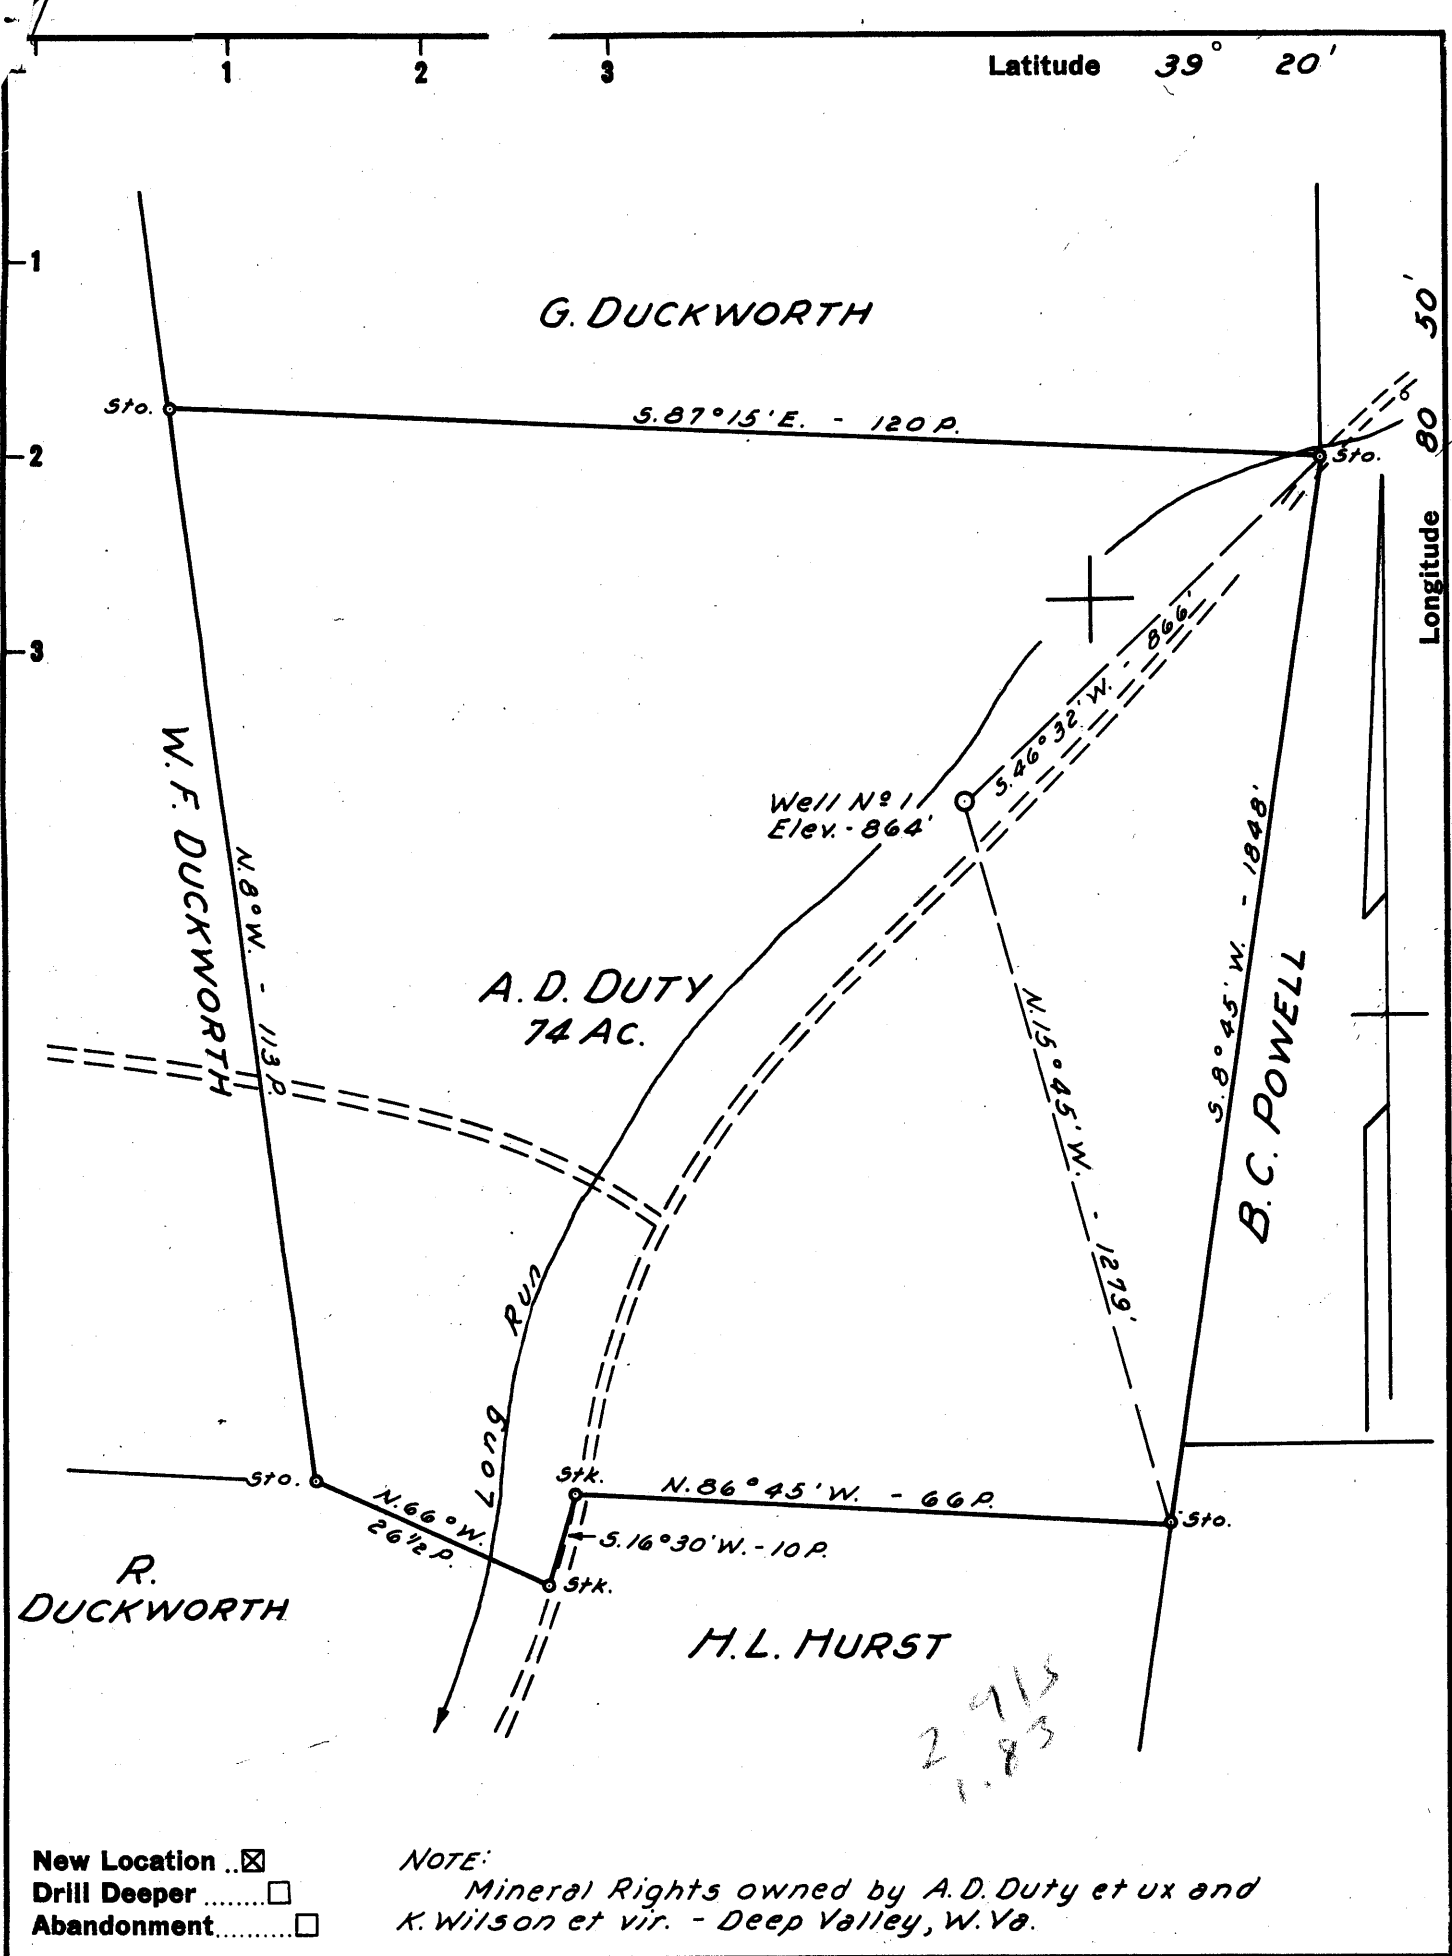 1 2 3 Latitude 39° 20'
1
2
3
Longitude 80 50'
G. DUCKWORTH
Sto.
S.87°15'E. - 120 P.
Sto.
S.46°32'W. - 866'
Well Nº 1
Elev. - 864'
W. F. DUCKWORTH
N.8°W. - 113 P.
A. D. DUTY
74 AC.
N.15°45'W. - 1279'
S.8°45'W. - 1848'
B.C. POWELL
Long Run
Sto.
N.66°W.
26½ P.
Stk.
N.86°45'W. - 66 P.
Sto.
S.16°30'W. - 10 P.
Stk.
R.
DUCKWORTH
H.L. HURST
2.915
1.83
New Location ..☒
Drill Deeper .......☐
Abandonment..........☐
NOTE:
Mineral Rights owned by A.D. Duty et ux and
K. Wilson et vir. - Deep Valley, W. Va.